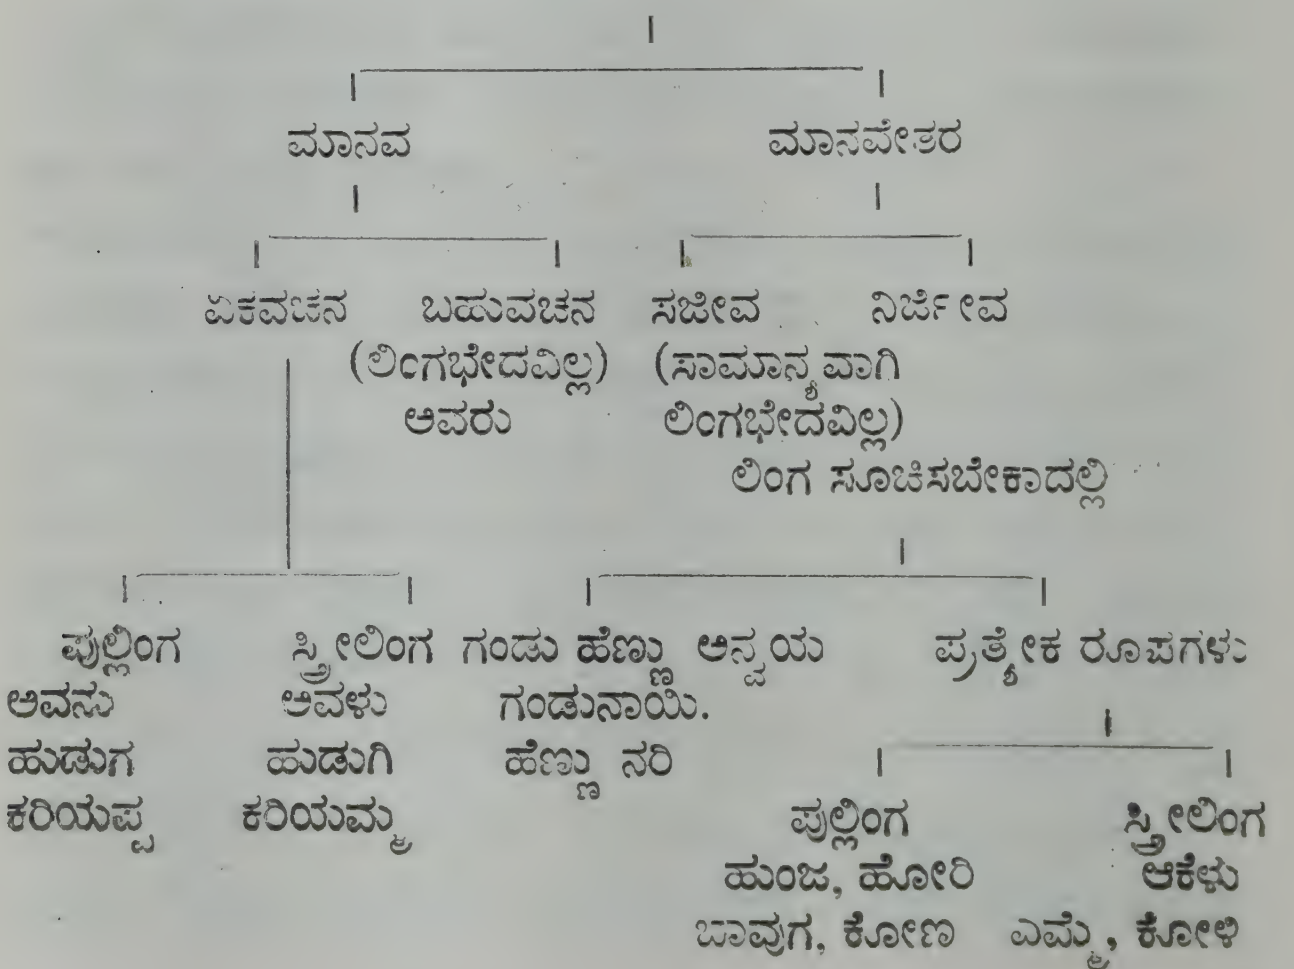 ಮಾನವ ಮಾನವೇತರ
ಏಕವಚನ ಬಹುವಚನ ಸಜೀವ ನಿರ್ಜೀವ
(ಲಿಂಗಭೇದವಿಲ್ಲ) (ಸಾಮಾನ್ಯವಾಗಿ
ಅವರು ಲಿಂಗಭೇದವಿಲ್ಲ)
ಲಿಂಗ ಸೂಚಿಸಬೇಕಾದಲ್ಲಿ
ಪುಲ್ಲಿಂಗ ಸ್ತ್ರೀಲಿಂಗ ಗಂಡು ಹೆಣ್ಣು ಅನ್ವಯ ಪ್ರತ್ಯೇಕ ರೂಪಗಳು
ಅವನು ಅವಳು ಗಂಡುನಾಯಿ.
ಹುಡುಗ ಹುಡುಗಿ ಹೆಣ್ಣು ನರಿ
ಕರಿಯಪ್ಪ ಕರಿಯಮ್ಮ ಪುಲ್ಲಿಂಗ ಸ್ತ್ರೀಲಿಂಗ
ಹುಂಜ, ಹೋರಿ ಆಕಳು
ಬಾವುಗ, ಕೋಣ ಎಮ್ಮೆ, ಕೋಳಿ